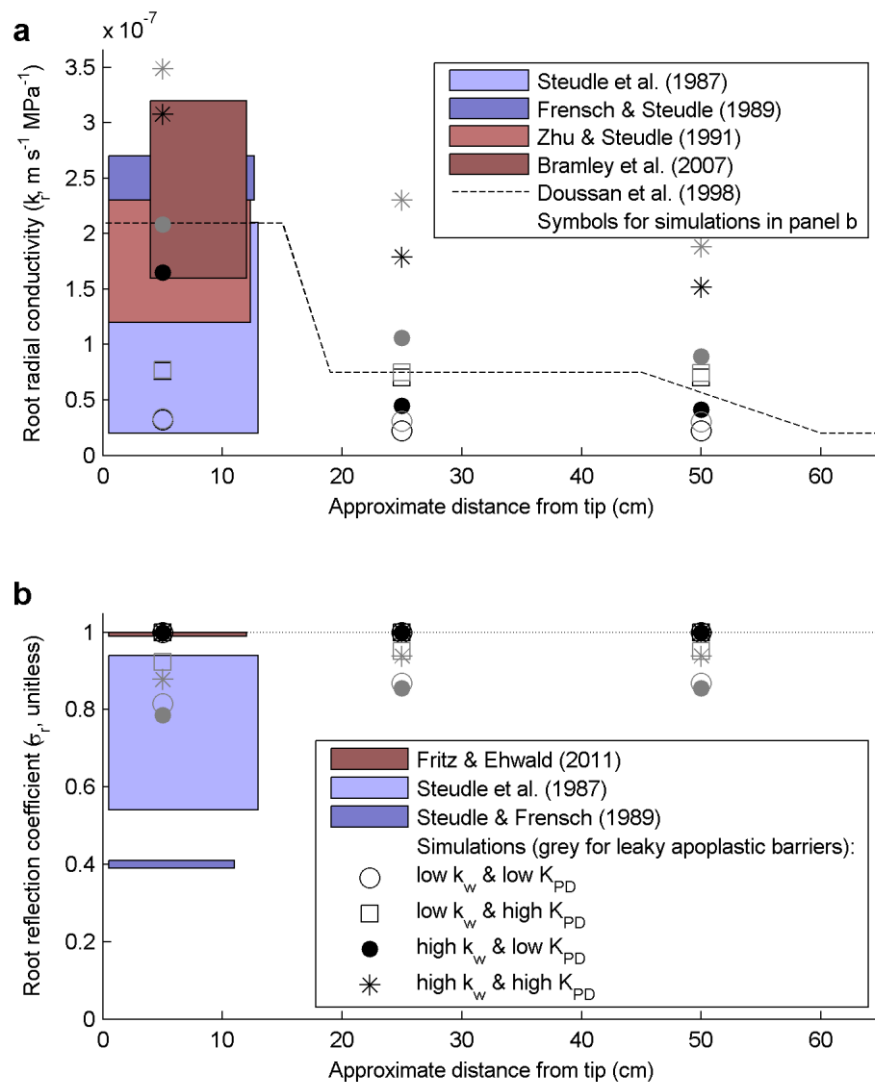 a
x 10^-7
Root radial conductivity (k_r, m s^-1 MPa^-1)
3.5
3
2.5
2
1.5
1
0.5
0
0 10 20 30 40 50 60
Approximate distance from tip (cm)
Steudle et al. (1987)
Frensch & Steudle (1989)
Zhu & Steudle (1991)
Bramley et al. (2007)
Doussan et al. (1998)
Symbols for simulations in panel b
b
Root reflection coefficient (σ_r, unitless)
1
0.8
0.6
0.4
0.2
0
0 10 20 30 40 50 60
Approximate distance from tip (cm)
Fritz & Ehwald (2011)
Steudle et al. (1987)
Steudle & Frensch (1989)
Simulations (grey for leaky apoplastic barriers):
low k_w & low K_PD
low k_w & high K_PD
high k_w & low K_PD
high k_w & high K_PD